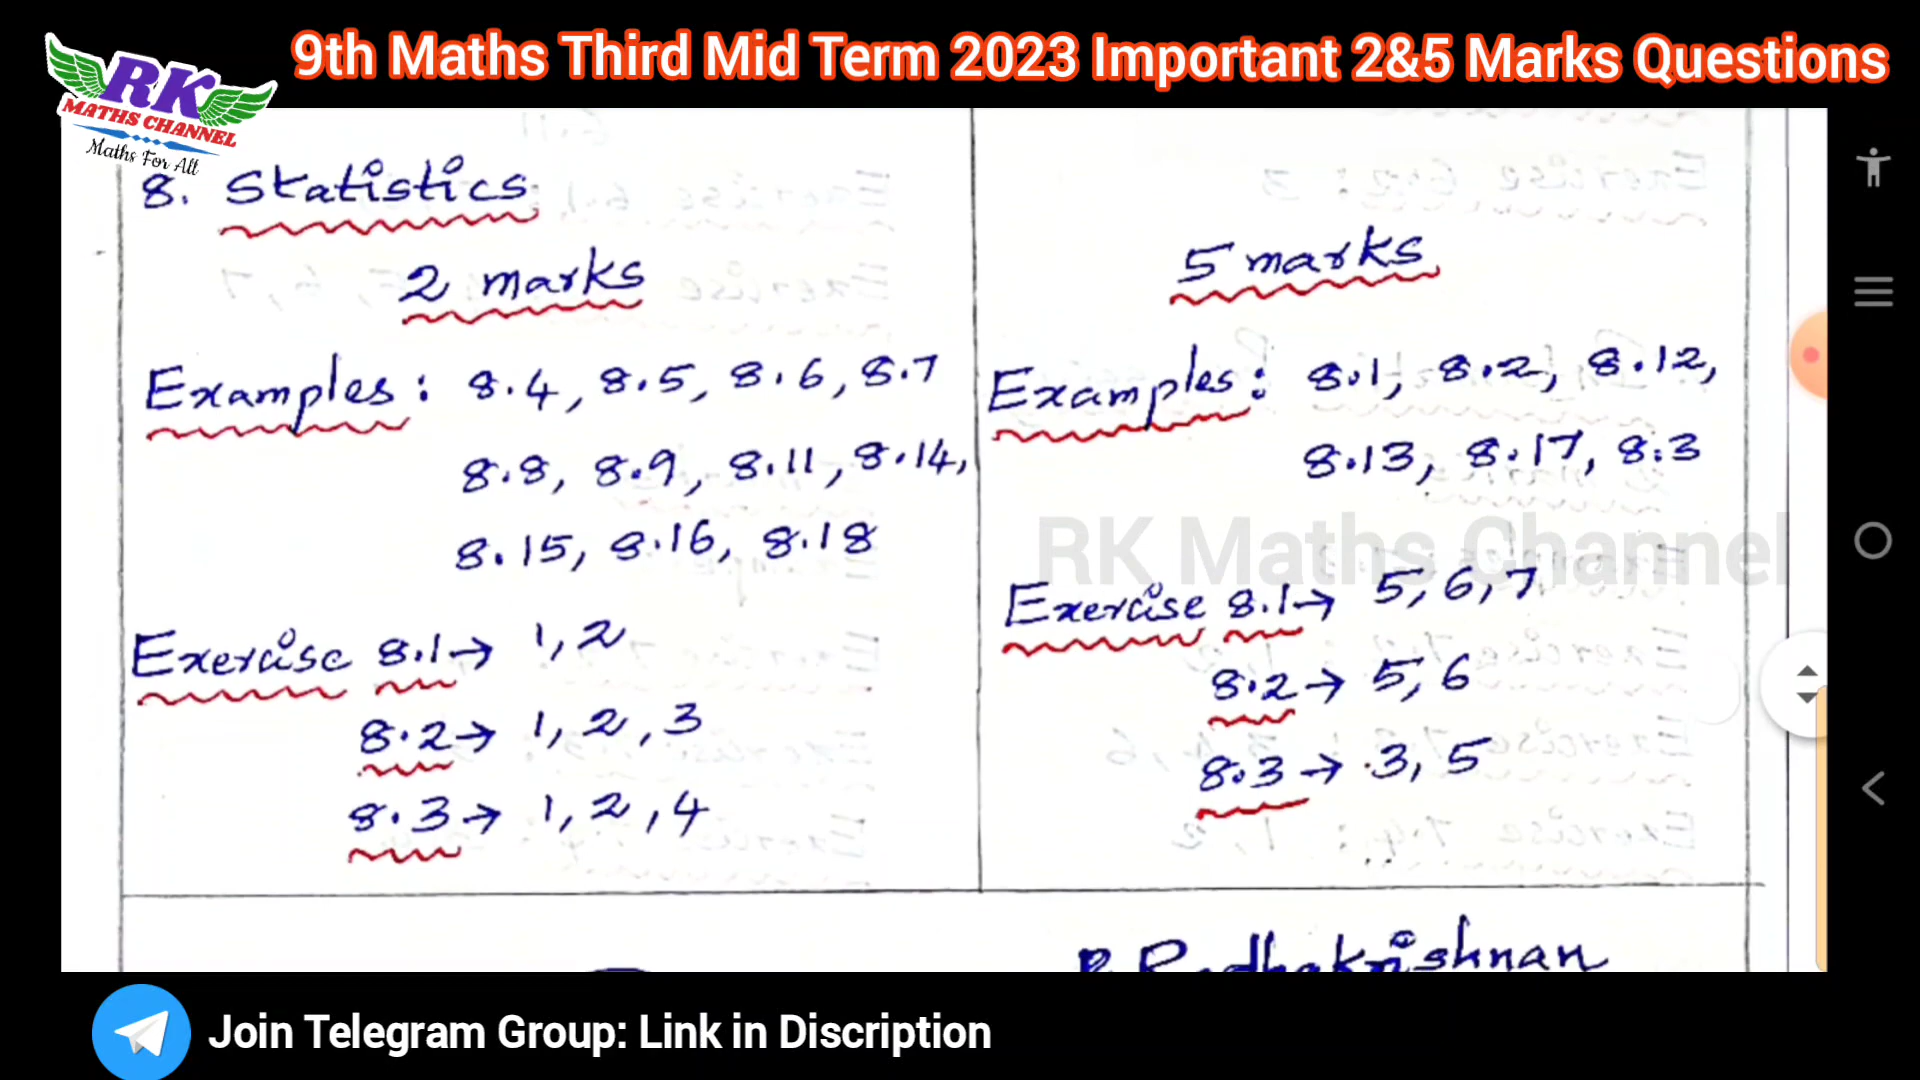 9th Maths Third Mid Term 2023 Important 2&5 Marks Questions
RK
MATHS CHANNEL
Maths For All
8. Statistics
2 marks
Examples: 8.4, 8.5, 8.6, 8.7
8.8, 8.9, 8.11, 8.14,
8.15, 8.16, 8.18
Exercise 8.1→ 1,2
8.2→ 1, 2, 3
8.3→ 1, 2, 4
5 marks
Examples: 8.1, 8.2, 8.12,
8.13, 8.17, 8.3
RK Maths Channel
Exercise 8.1→ 5, 6, 7
8.2→ 5, 6
8.3→ 3, 5
Radhakrishnan
Join Telegram Group: Link in Discription